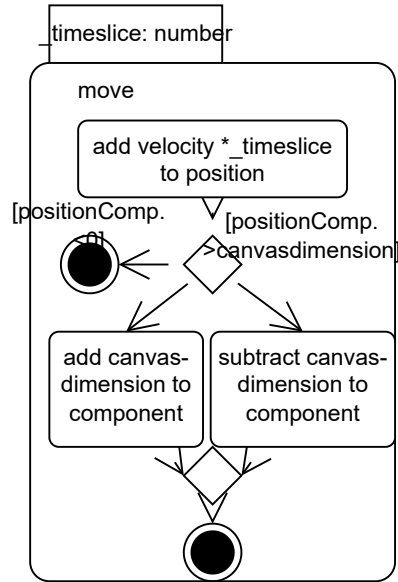 _timeslice: number
move
add velocity *_timeslice
to position
[positionComp.
<0]
[positionComp.
>canvasdimension]
add canvas-
dimension to
component
subtract canvas-
dimension to
component